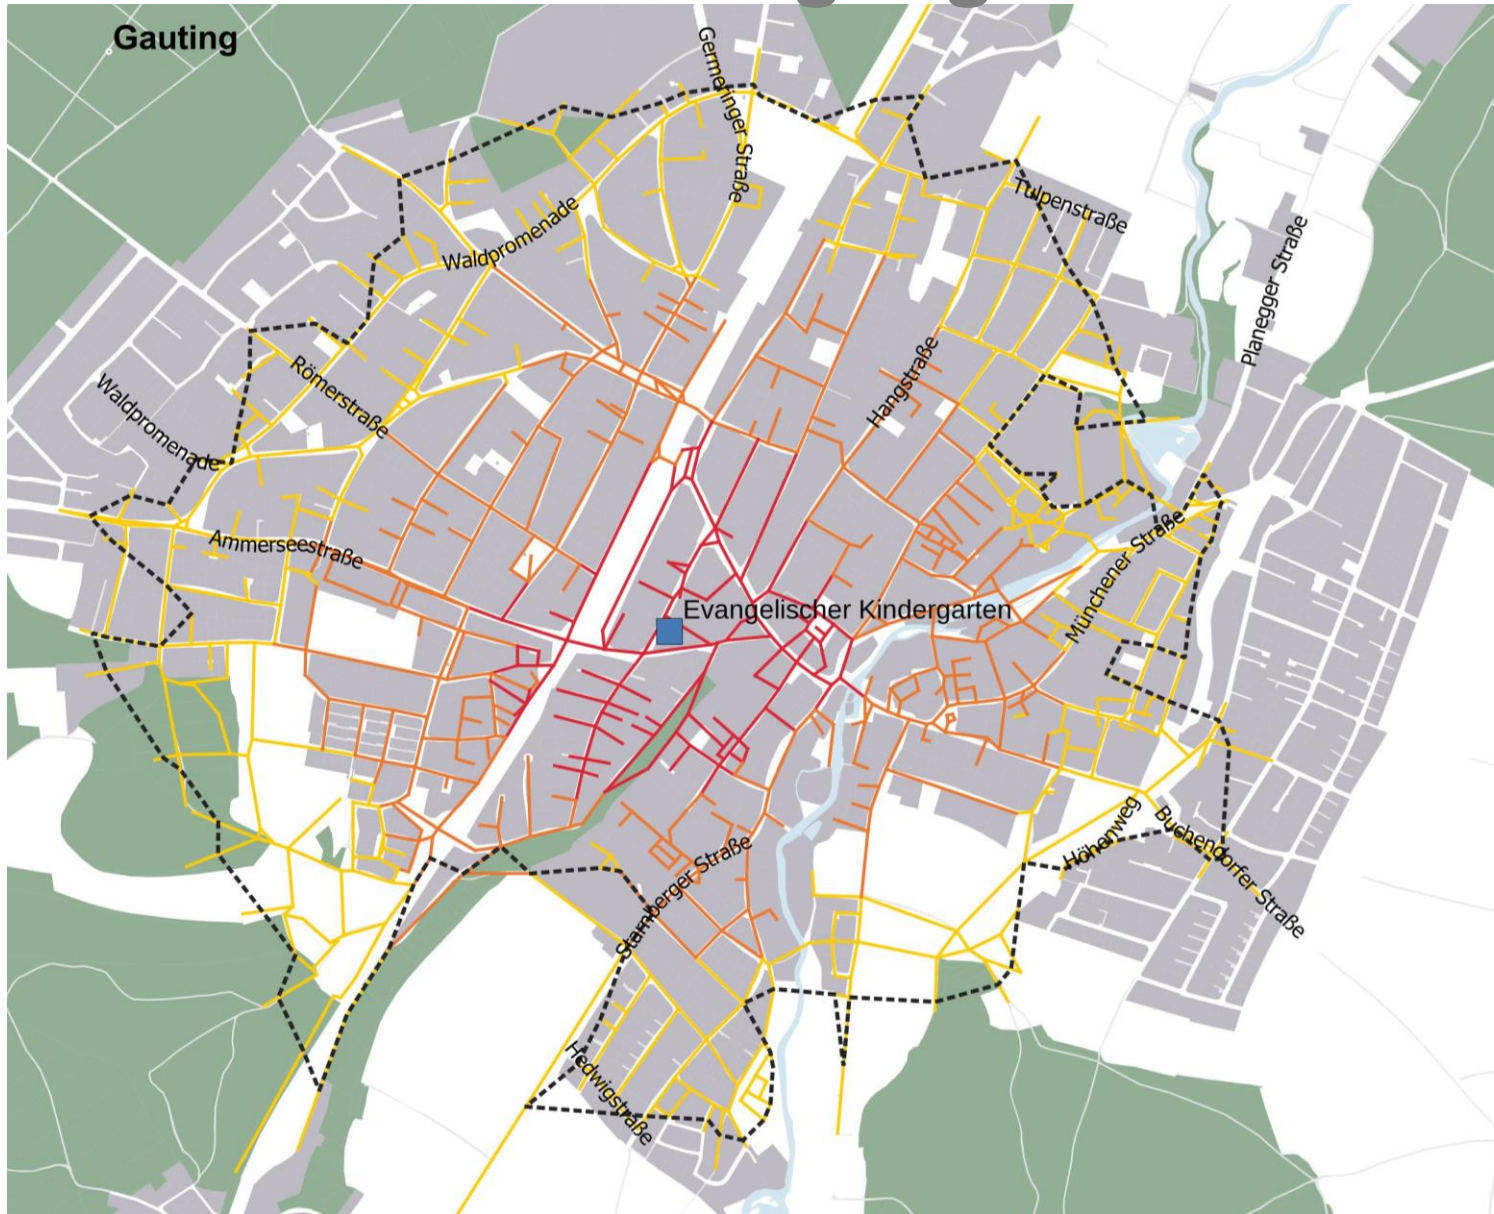 Gauting
Germeringer Straße
Tulpenstraße
Waldpromenade
Planegger Straße
Römerstraße
Hangstraße
Waldpromenade
Ammerseestraße
Münchener Straße
Evangelischer Kindergarten
Höhenweg
Buchendorfer Straße
Starnberger Straße
Hedwigstraße